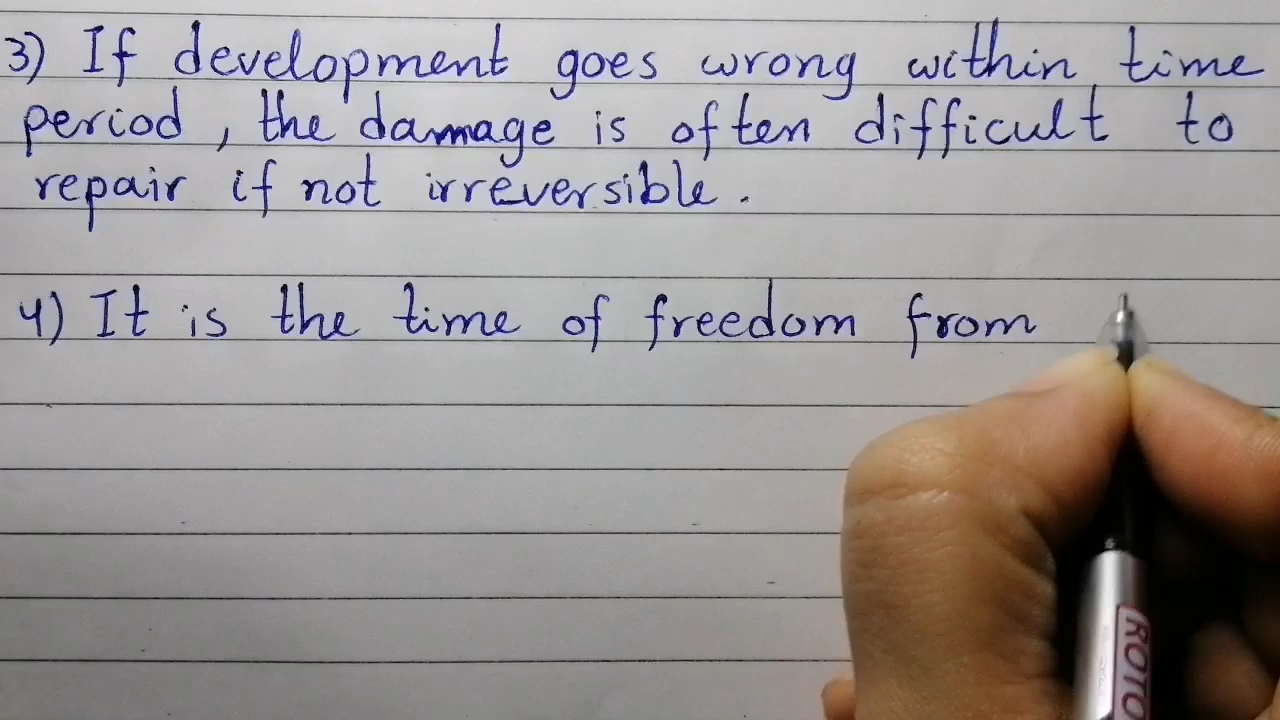 3) If development goes wrong within time
period, the damage is often difficult to
repair if not irreversible.
4) It is the time of freedom from
ROTO